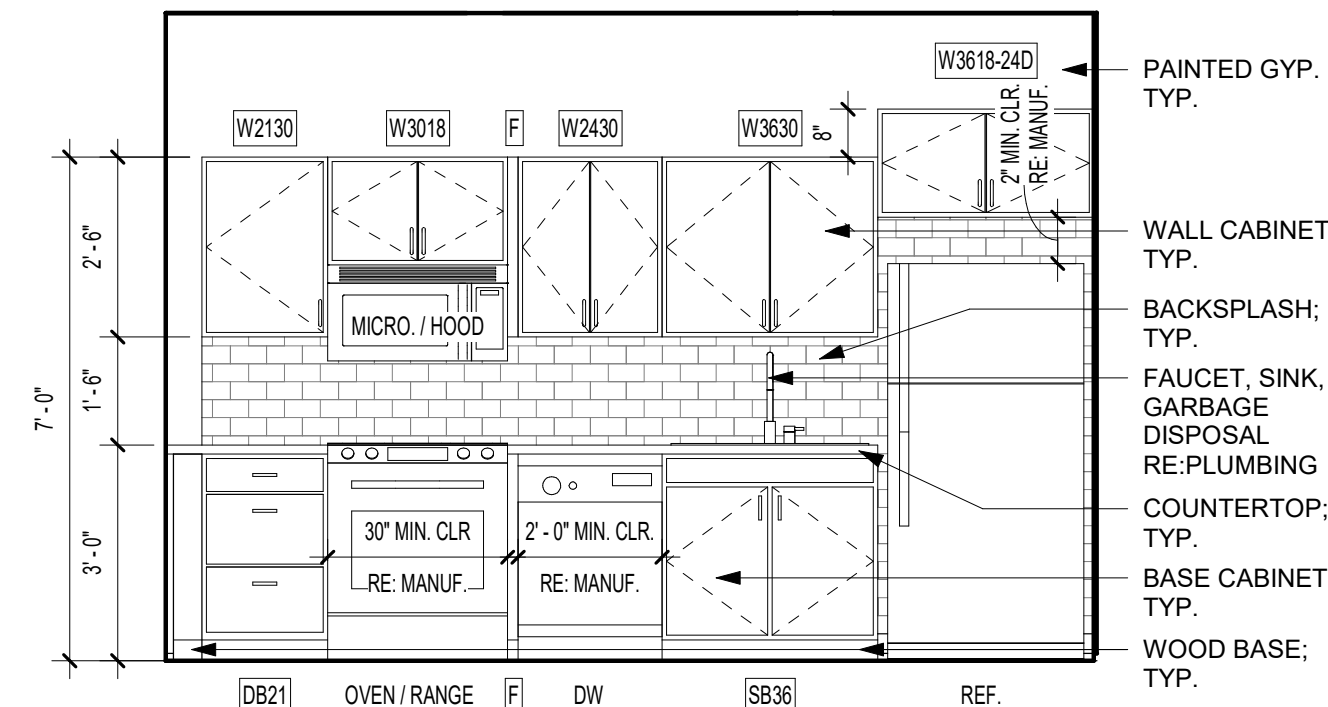 W3618-24D
PAINTED GYP.
TYP.
W2130
W3018
F
W2430
W3630
8"
2" MIN. CLR.
RE: MANUF.
WALL CABINET
TYP.
2' - 6"
MICRO. / HOOD
BACKSPLASH;
TYP.
1' - 6"
7' - 0"
FAUCET, SINK,
GARBAGE
DISPOSAL
RE:PLUMBING
COUNTERTOP;
TYP.
3' - 0"
30" MIN. CLR
RE: MANUF.
2' - 0" MIN. CLR.
RE: MANUF.
BASE CABINET
TYP.
WOOD BASE;
TYP.
DB21
OVEN / RANGE
F
DW
SB36
REF.